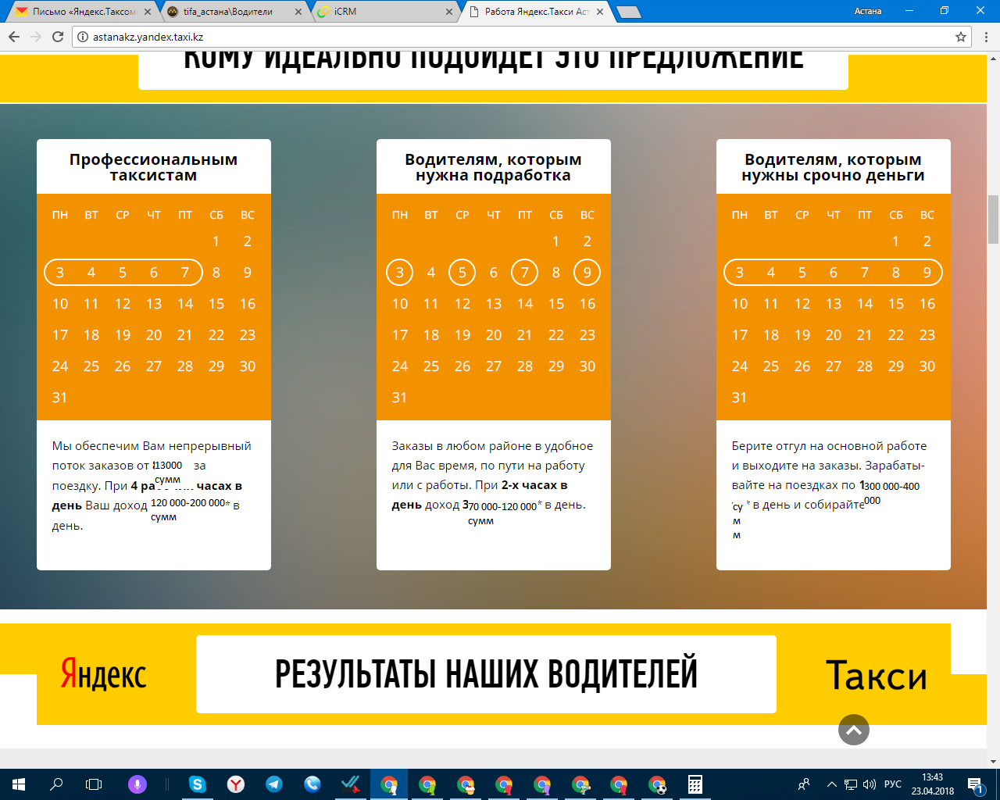 Письмо «Яндекс.Таксом
tifa_астана\Водители
iCRM
Работа Яндекс.Такси Аст
Астана
astanakz.yandex.taxi.kz
КОМУ ИДЕАЛЬНО ПОДОЙДЕТ ЭТО ПРЕДЛОЖЕНИЕ
Профессиональным
таксистам
ПН ВТ СР ЧТ ПТ СБ ВС
1 2
3 4 5 6 7 8 9
10 11 12 13 14 15 16
17 18 19 20 21 22 23
24 25 26 27 28 29 30
31
Мы обеспечим Вам непрерывный
поток заказов от 13000 за
сумм
поездку. При 4 ра часах в
день Ваш доход 120 000-200 000* в
сумм
день.
Водителям, которым
нужна подработка
ПН ВТ СР ЧТ ПТ СБ ВС
1 2
3 4 5 6 7 8 9
10 11 12 13 14 15 16
17 18 19 20 21 22 23
24 25 26 27 28 29 30
31
Заказы в любом районе в удобное
для Вас время, по пути на работу
или с работы. При 2-х часах в
день доход 370 000-120 000* в день.
сумм
Водителям, которым
нужны срочно деньги
ПН ВТ СР ЧТ ПТ СБ ВС
1 2
3 4 5 6 7 8 9
10 11 12 13 14 15 16
17 18 19 20 21 22 23
24 25 26 27 28 29 30
31
Берите отгул на основной работе
и выходите на заказы. Зарабаты-
вайте на поездках по 1300 000-400
000
су * в день и собирайте
м
м
Яндекс
РЕЗУЛЬТАТЫ НАШИХ ВОДИТЕЛЕЙ
Такси
РУС
13:43
23.04.2018
1